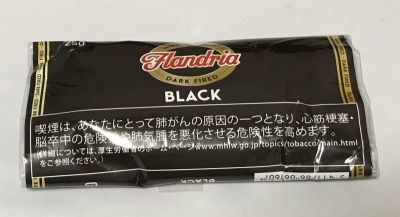 25g
Flandria
DARK FIRED
BLACK
喫煙は、あなたにとって肺がんの原因の一つとなり、心筋梗塞・
脳卒中の危険性や肺気腫を悪化させる危険性を高めます。
(詳細については、厚生労働省のホームページwww.mhlw.go.jp/topics/tobacco/main.html
をご参照ください。)
BLACK